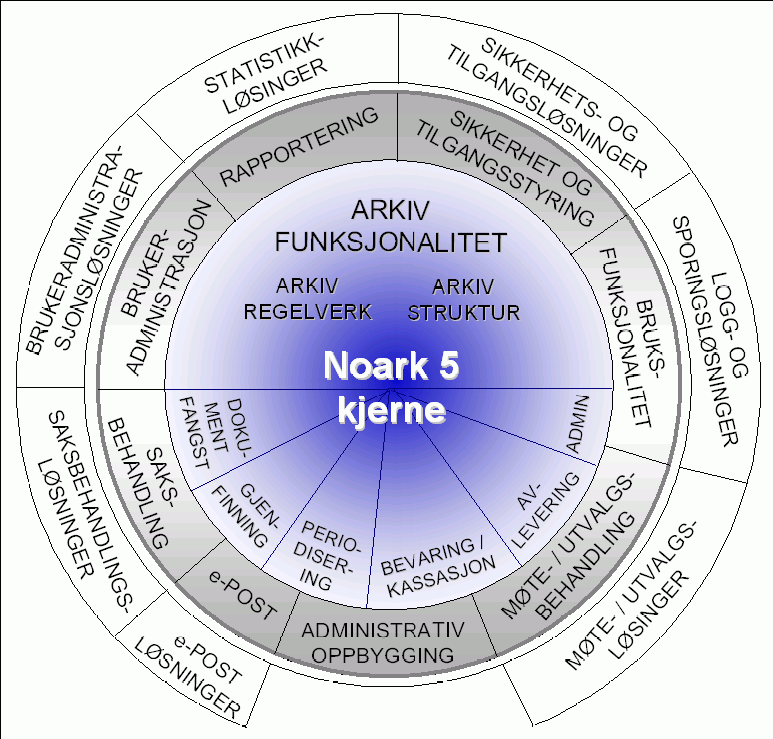 STATISTIKK-
LØSINGER
SIKKERHETS- OG
TILGANGSLØSNINGER
LOGG- OG
SPORINGSLØSNINGER
MØTE- / UTVALGS-
LØSINGER
e-POST
LØSNINGER
SAKSBEHANDLINGS-
LØSNINGER
BRUKERADMINISTRA-
SJONSLØSNINGER
RAPPORTERING
SIKKERHET OG
TILGANGSSTYRING
BRUKS-
FUNKSJONALITET
MØTE- / UTVALGS-
BEHANDLING
ADMINISTRATIV
OPPBYGGING
e-POST
SAKS-
BEHANDLING
BRUKER-
ADMINISTRASJON
ARKIV
FUNKSJONALITET
ARKIV
REGELVERK
ARKIV
STRUKTUR
Noark 5
kjerne
DOKU-
MENT
FANGST
GJEN-
FINNING
PERIO-
DISER-
ING
BEVARING /
KASSASJON
AV-
LEVERING
ADMIN